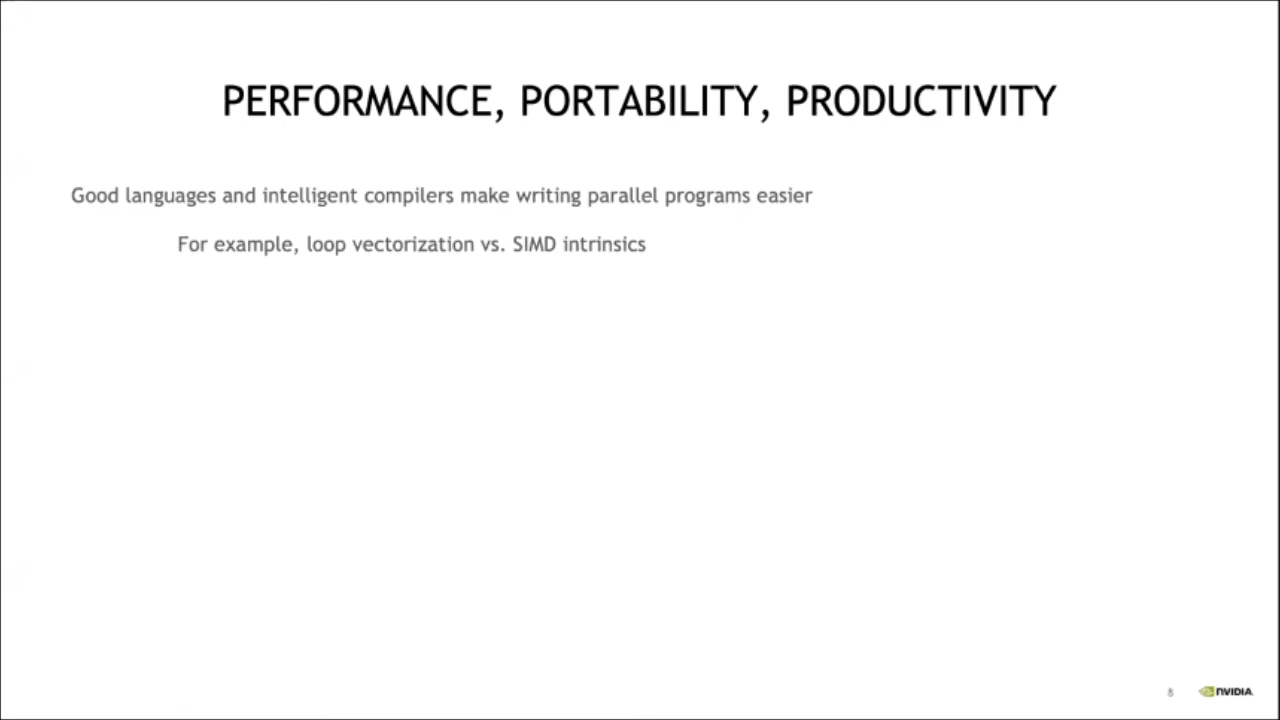 PERFORMANCE, PORTABILITY, PRODUCTIVITY
Good languages and intelligent compilers make writing parallel programs easier
For example, loop vectorization vs. SIMD intrinsics
8
NVIDIA.